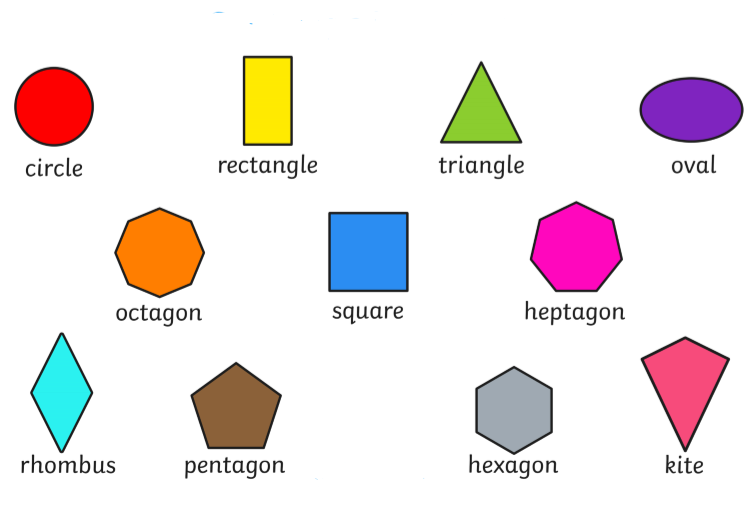 circle
rectangle
triangle
oval
octagon
square
heptagon
rhombus
pentagon
hexagon
kite